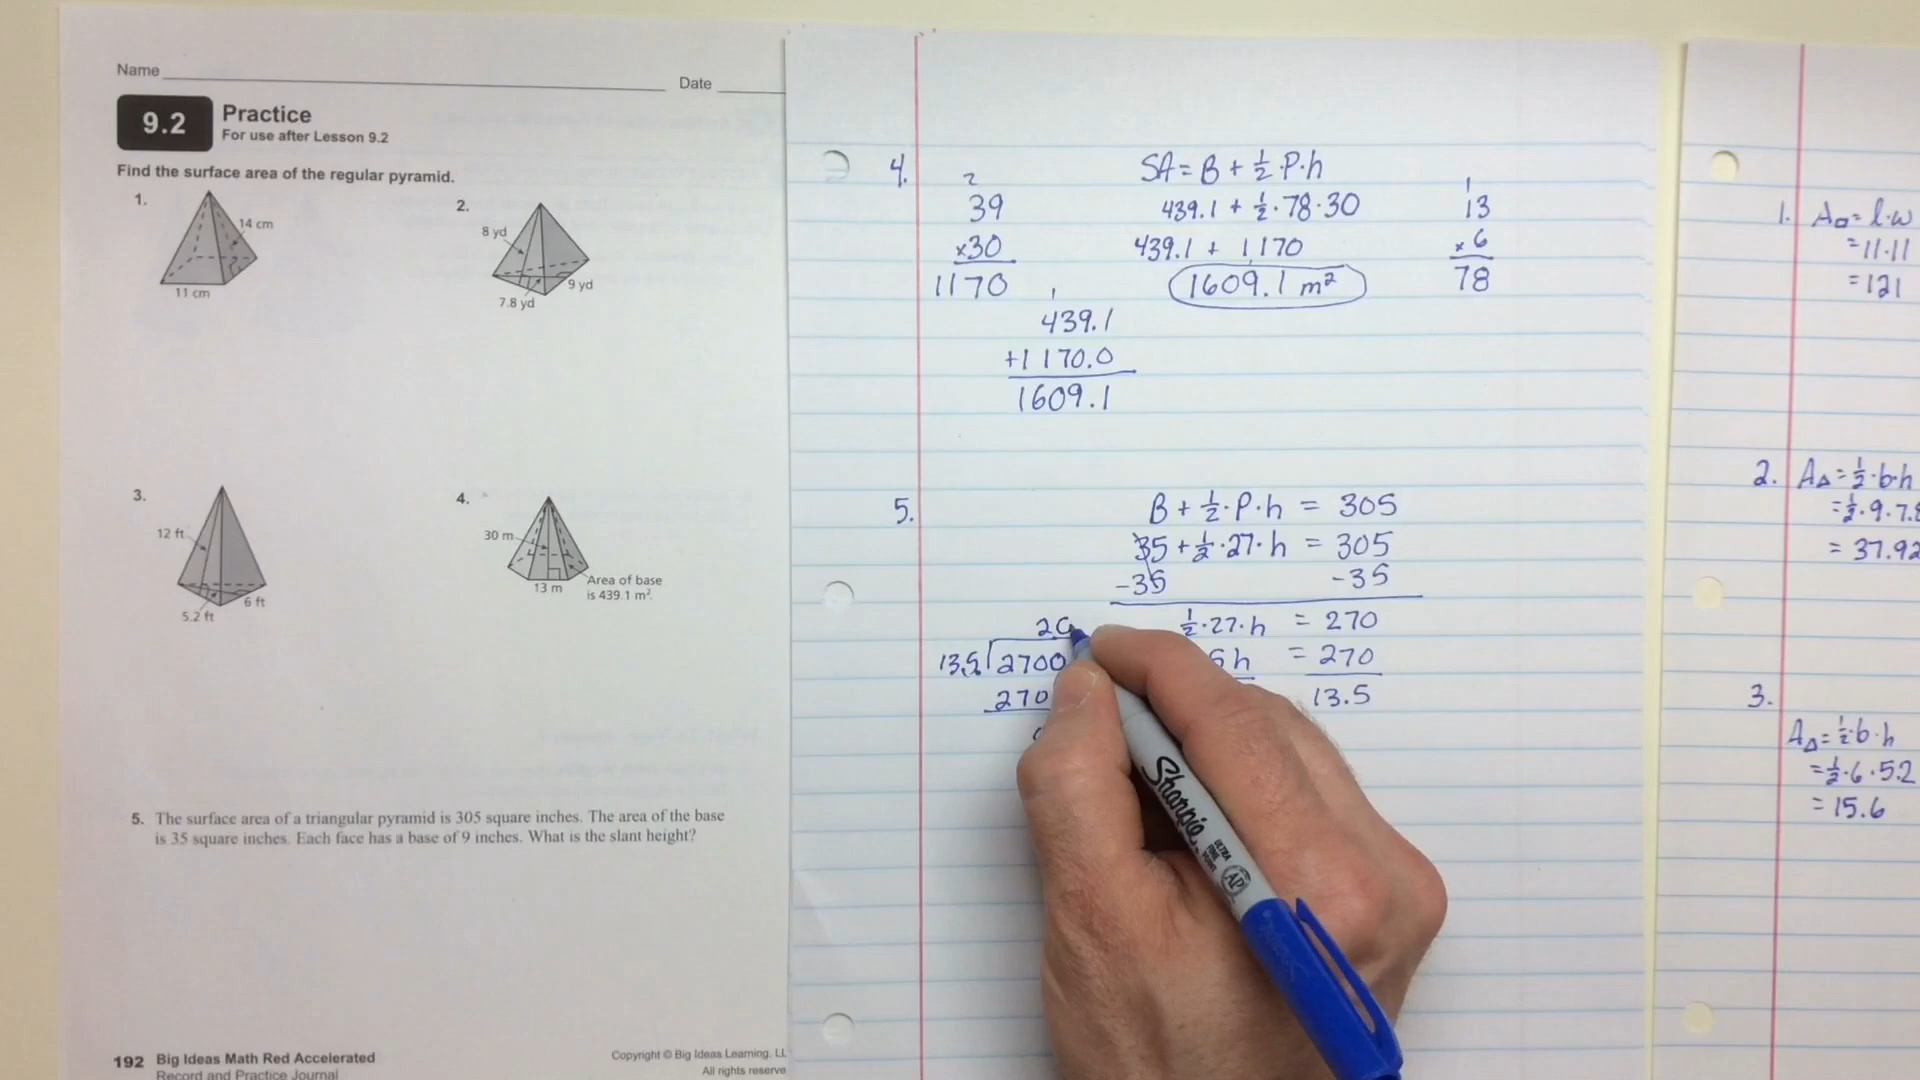 Name
Date
9.2
Practice
For use after Lesson 9.2
Find the surface area of the regular pyramid.
1.
14 cm
11 cm
2.
8 yd
9 yd
7.8 yd
3.
12 ft
6 ft
5.2 ft
4.
30 m
13 m
Area of base
is 439.1 m².
5. The surface area of a triangular pyramid is 305 square inches. The area of the base
is 35 square inches. Each face has a base of 9 inches. What is the slant height?
192 Big Ideas Math Red Accelerated
Record and Practice Journal
Copyright © Big Ideas Learning, LL
All rights reserve
4.
2
39
×30
1170
SA = B + ½·P·h
439.1 + ½·78·30
439.1 + 1,170
1609.1 m²
1
13
×6
78
1
439.1
+1170.0
1609.1
5.
B + ½·P·h = 305
35 + ½·27·h = 305
-35 -35
½·27·h = 270
5h = 270
13.5
20
13.5 2700
270
1. A□ = l·w
= 11·11
= 121
2. A△ = ½·b·h
= ½·9·7.8
= 37.92
3.
A△ = ½·b·h
= ½·6·5.2
= 15.6
Sharpie
ULTRA
FINE
AP